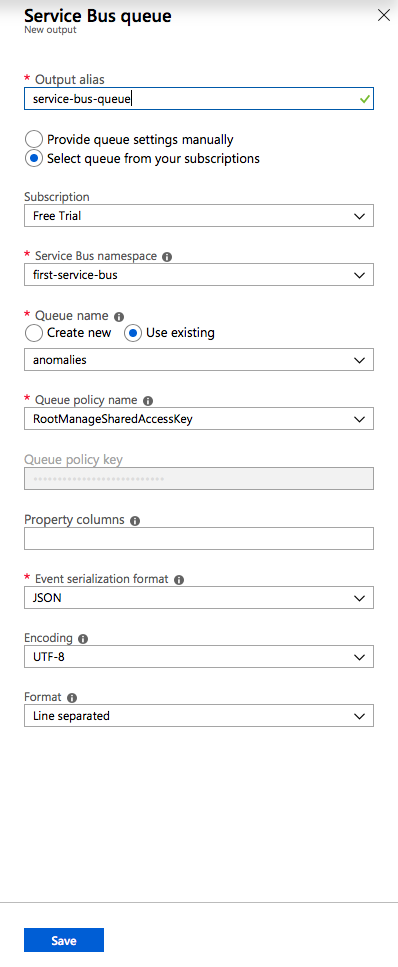 Service Bus queue
New output
* Output alias
service-bus-queue
Provide queue settings manually
Select queue from your subscriptions
Subscription
Free Trial
* Service Bus namespace
first-service-bus
* Queue name
Create new Use existing
anomalies
* Queue policy name
RootManageSharedAccessKey
Queue policy key
Property columns
* Event serialization format
JSON
Encoding
UTF-8
Format
Line separated
Save